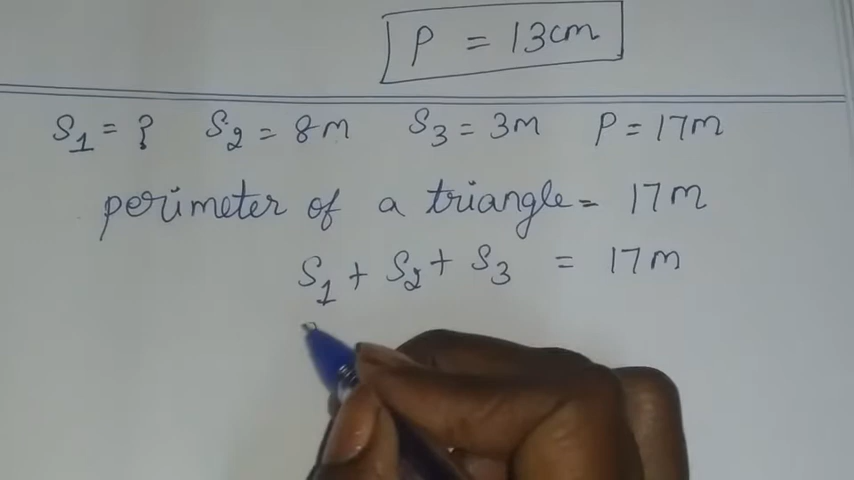 P = 13cm
S₁ = ? S₂ = 8m S₃ = 3m P = 17m
perimeter of a triangle = 17m
S₁ + S₂ + S₃ = 17m